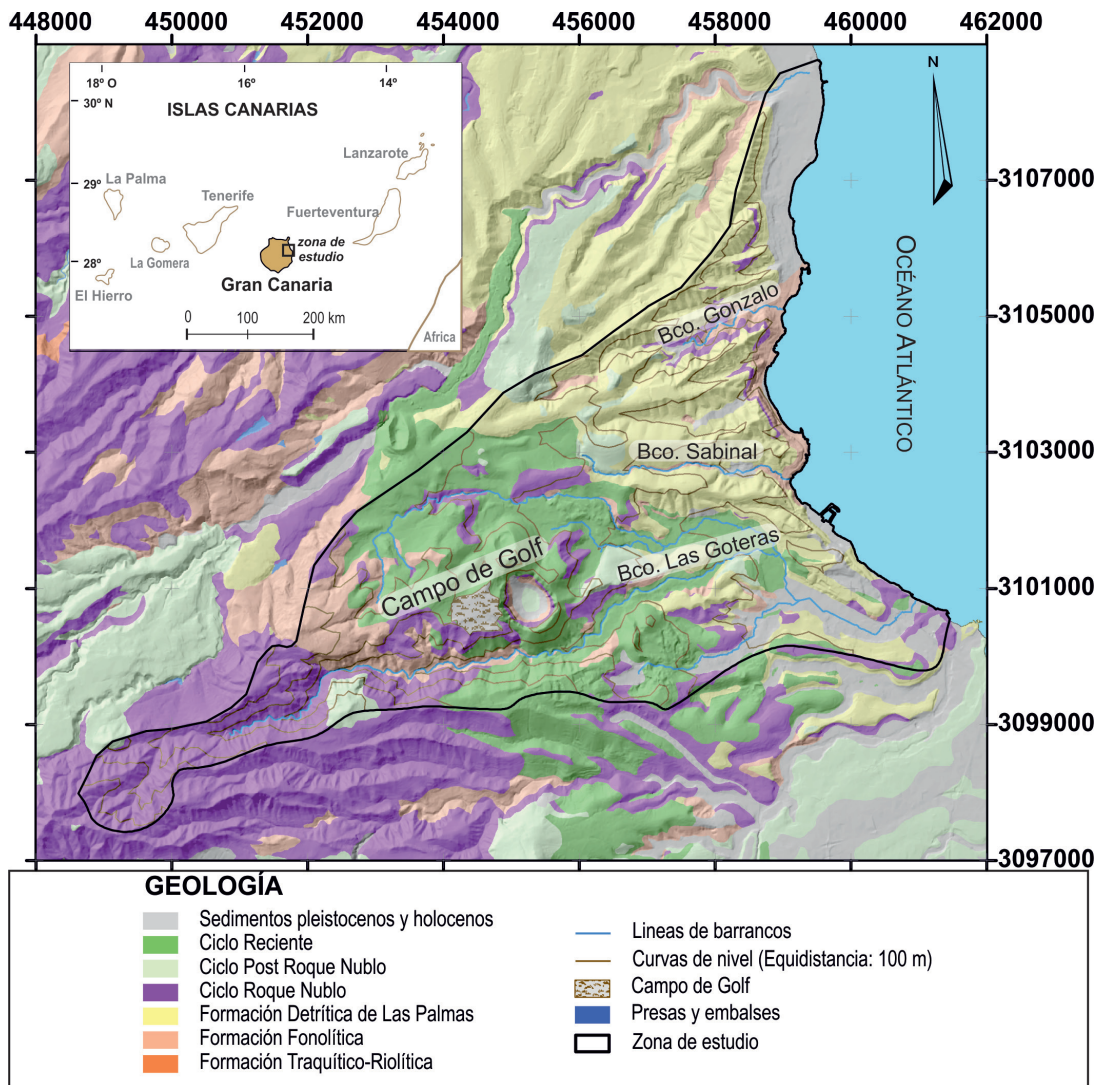 448000 450000 452000 454000 456000 458000 460000 462000
18º O 16º 14º
30º N
ISLAS CANARIAS
Lanzarote
29º
La Palma
Tenerife
Fuerteventura
zona de
estudio
La Gomera
28º
Gran Canaria
El Hierro
0 100 200 km
Africa
N
3107000
OCÉANO ATLÁNTICO
Bco. Gonzalo
3105000
Bco. Sabinal
3103000
Campo de Golf
Bco. Las Goteras
3101000
3099000
3097000
GEOLOGÍA
Sedimentos pleistocenos y holocenos
Ciclo Reciente
Ciclo Post Roque Nublo
Ciclo Roque Nublo
Formación Detrítica de Las Palmas
Formación Fonolítica
Formación Traquítico-Riolítica
Lineas de barrancos
Curvas de nivel (Equidistancia: 100 m)
Campo de Golf
Presas y embalses
Zona de estudio